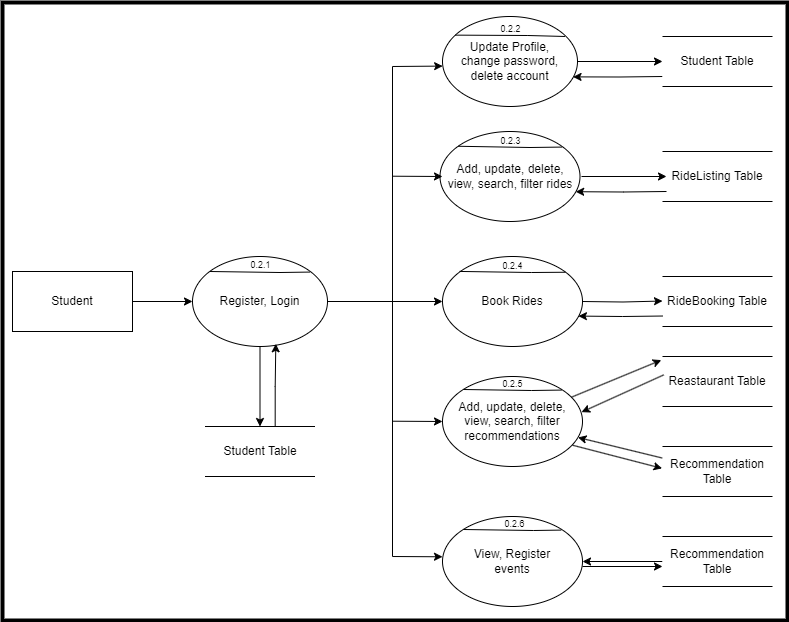 0.2.2
Update Profile,
change password,
delete account
Student Table
0.2.3
Add, update, delete,
view, search, filter rides
RideListing Table
Student
0.2.1
Register, Login
0.2.4
Book Rides
RideBooking Table
Student Table
0.2.5
Add, update, delete,
view, search, filter
recommendations
Reastaurant Table
Recommendation
Table
0.2.6
View, Register
events
Recommendation
Table